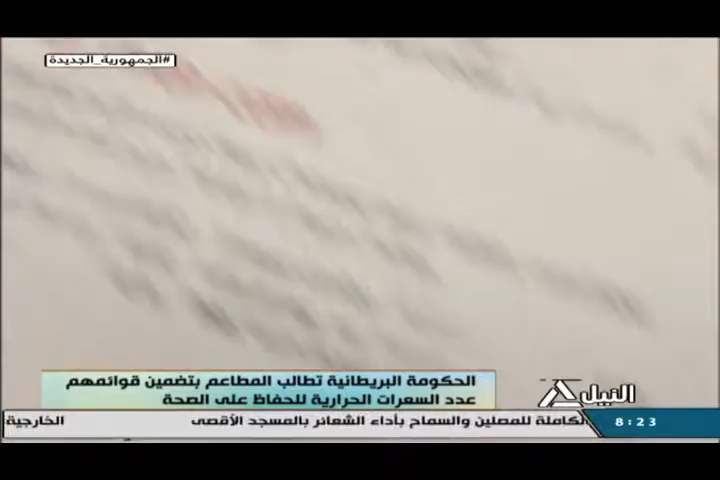 #الجمهورية_الجديدة
الحكومة البريطانية تطالب المطاعم بتضمين قوائمهم
عدد السعرات الحرارية للحفاظ على الصحة
النيل
الكاملة للمصلين والسماح بأداء الشعائر بالمسجد الأقصى
الخارجية
8:23